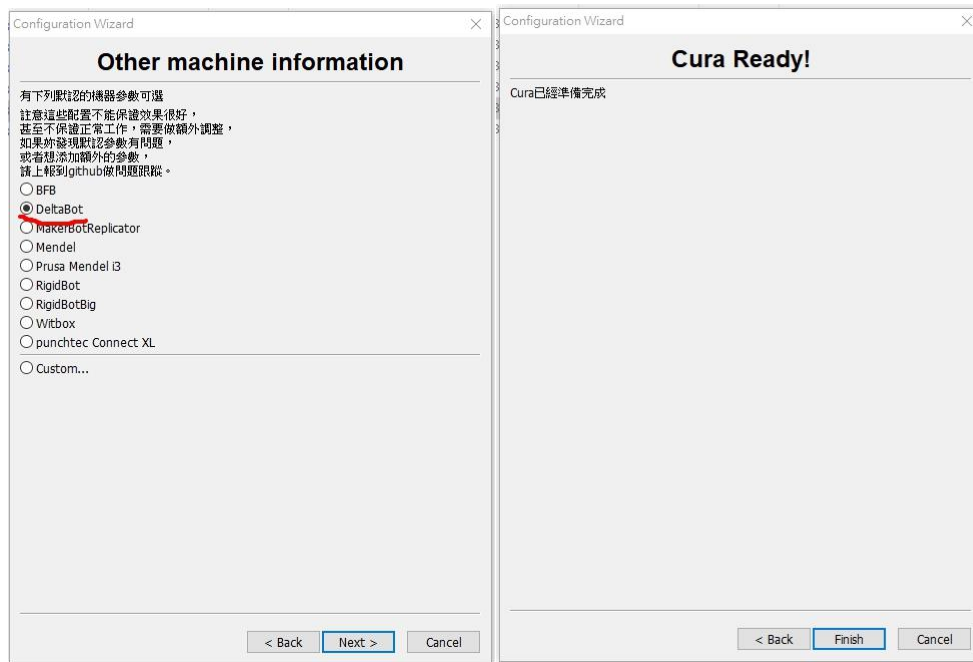 Configuration Wizard
Other machine information
有下列默認的機器參數可選
註意這些配置不能保證效果很好，
甚至不保證正常工作，需要做額外調整，
如果妳發現默認參數有問題，
或者想添加額外的參數，
請上報到github做問題跟蹤。
BFB
DeltaBot
MakerBotReplicator
Mendel
Prusa Mendel i3
RigidBot
RigidBotBig
Witbox
punchtec Connect XL
Custom...
< Back Next > Cancel
Configuration Wizard
Cura Ready!
Cura已經準備完成
< Back Finish Cancel